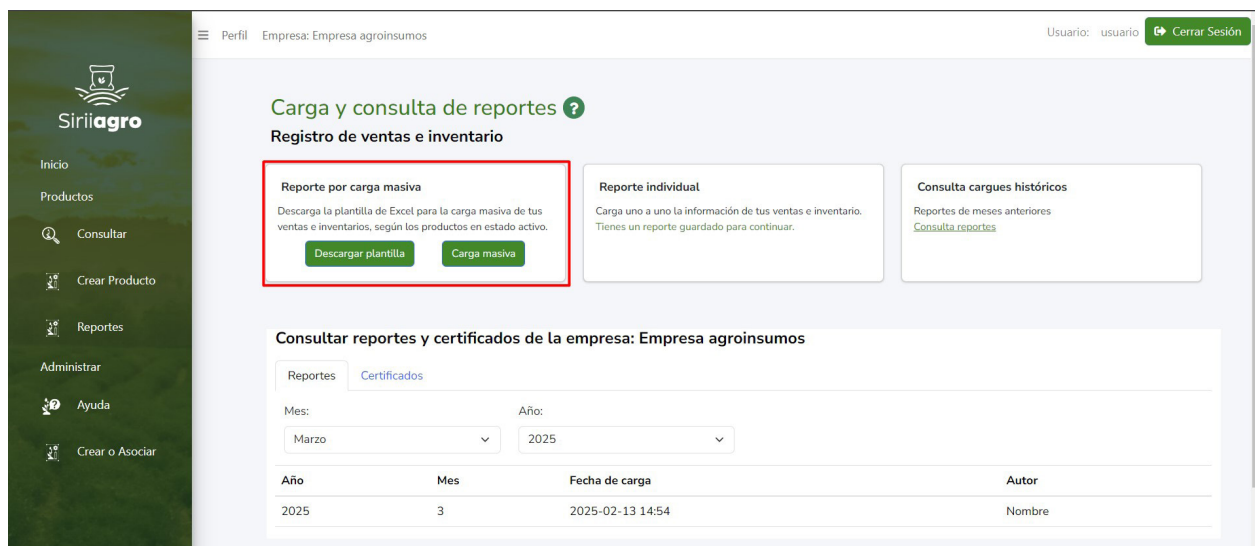 Siriiagro
Inicio
Productos
Consultar
Crear Producto
Reportes
Administrar
Ayuda
Crear o Asociar
Perfil Empresa: Empresa agroinsumos
Usuario: usuario Cerrar Sesión
Carga y consulta de reportes ?
Registro de ventas e inventario
Reporte por carga masiva
Descarga la plantilla de Excel para la carga masiva de tus
ventas e inventarios, según los productos en estado activo.
Descargar plantilla Carga masiva
Reporte individual
Carga uno a uno la información de tus ventas e inventario.
Tienes un reporte guardado para continuar.
Consulta cargues históricos
Reportes de meses anteriores
Consulta reportes
Consultar reportes y certificados de la empresa: Empresa agroinsumos
Reportes Certificados
Mes: Año:
Marzo 2025
Año Mes Fecha de carga Autor
2025 3 2025-02-13 14:54 Nombre